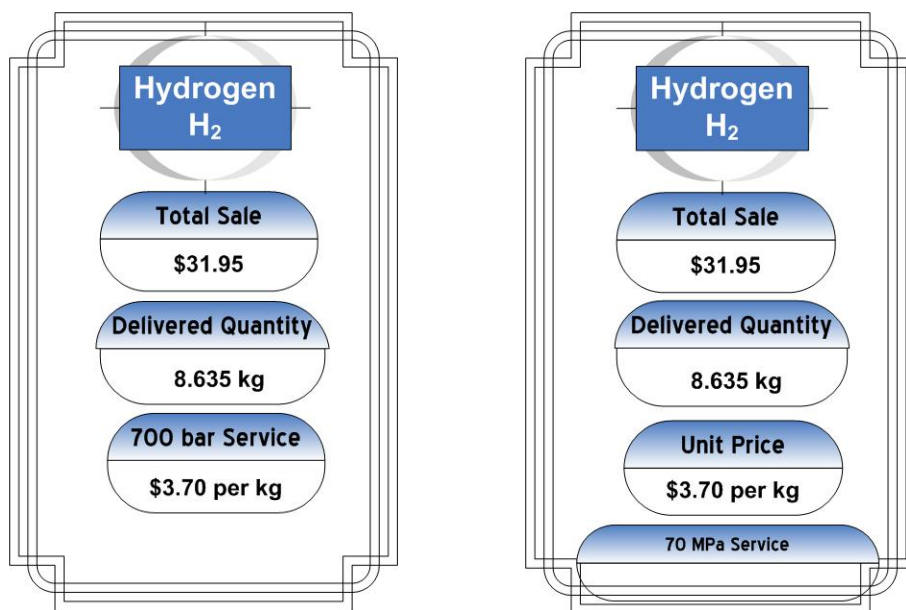 Hydrogen
H₂
Total Sale
$31.95
Delivered Quantity
8.635 kg
700 bar Service
$3.70 per kg
Hydrogen
H₂
Total Sale
$31.95
Delivered Quantity
8.635 kg
Unit Price
$3.70 per kg
70 MPa Service